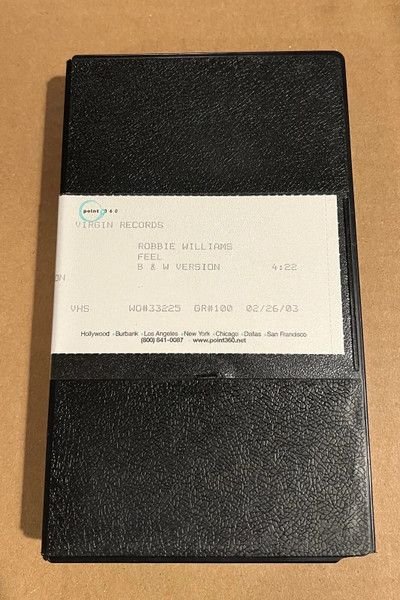 point 360
VIRGIN RECORDS
ROBBIE WILLIAMS
FEEL
B & W VERSION 4:22
ON
VHS WO#33225 GR#100 02/26/03
Hollywood · Burbank · Los Angeles · New York · Chicago · Dallas · San Francisco
(800) 841-0087 · www.point360.net